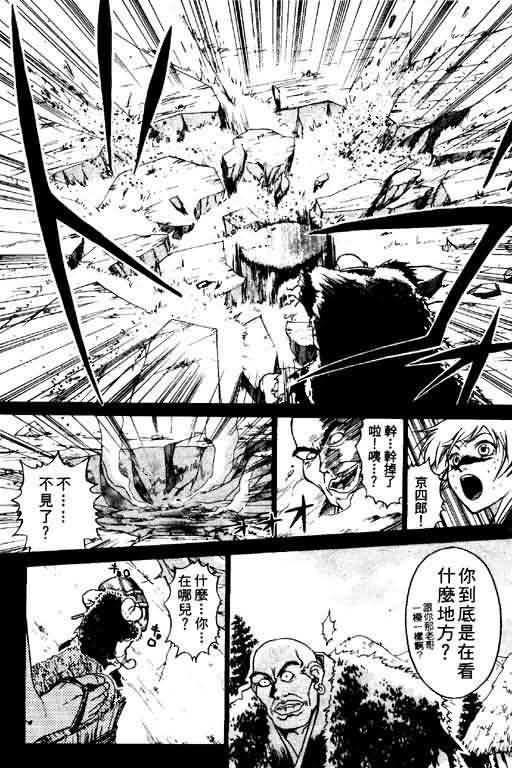 京四郎！
幹…幹掉了
啦！咦…？
不……
不見了？
你到底是在看
什麼地方？
跟你郁老哥
一模一樣啊？
什麼…你…
在哪兒？